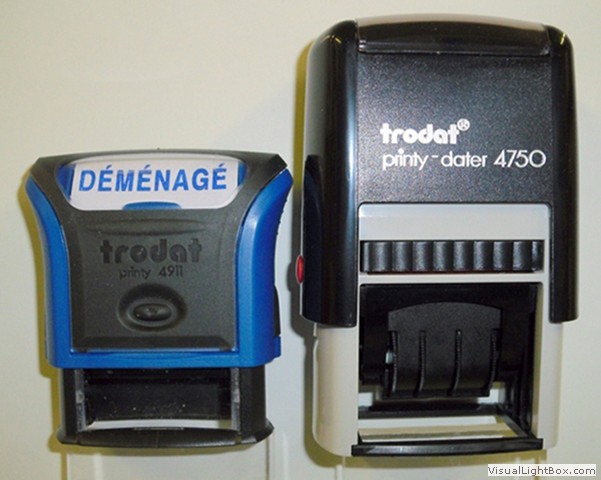 DÉMÉNAGÉ
trodat
printy 4911
trodat®
printy-dater 4750
VisualLightBox.com